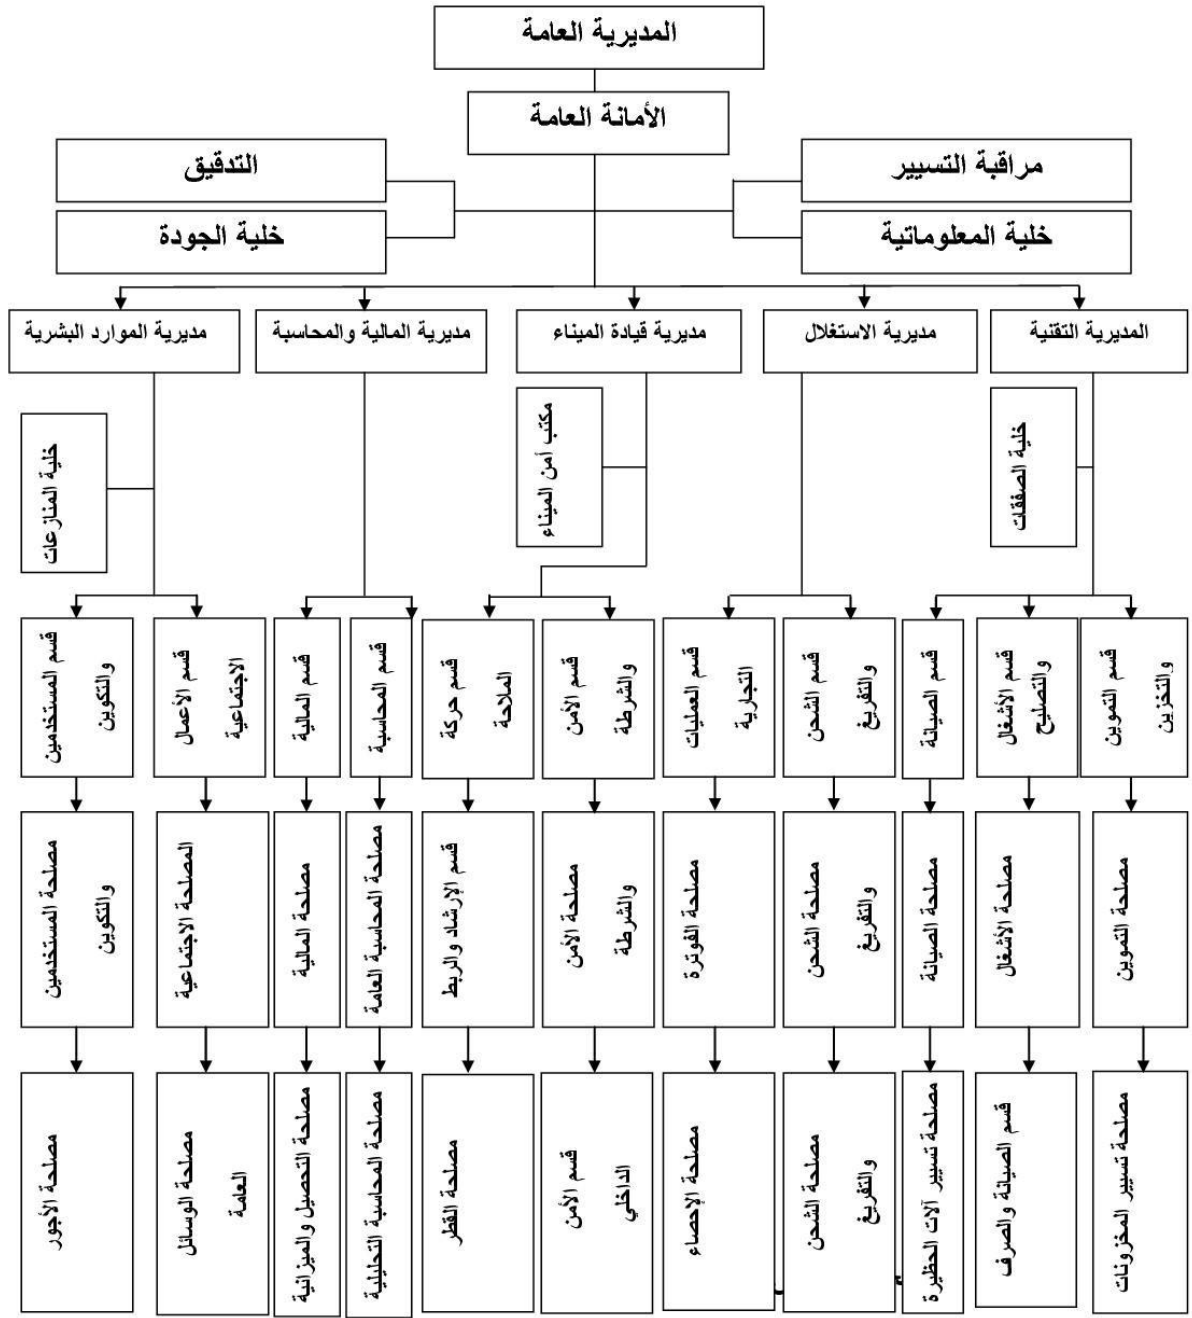 المديرية العامة
الأمانة العامة
مراقبة التسيير
التدقيق
خلية المعلوماتية
خلية الجودة
المديرية التقنية
مديرية الاستغلال
مديرية قيادة الميناء
مديرية المالية والمحاسبة
مديرية الموارد البشرية
خلية الصفقات
مكتب أمن الميناء
خلية المنازعات
قسم التموين
والتخزين
قسم الأشغال
والتصليح
قسم الصيانة
قسم الشحن
والتفريغ
قسم العمليات
التجارية
قسم الأمن
والشرطة
قسم حركة
الملاحة
قسم المحاسبة
قسم المالية
قسم الأعمال
الاجتماعية
قسم المستخدمين
والتكوين
مصلحة التموين
مصلحة الأشغال
مصلحة الصيانة
مصلحة الشحن
والتفريغ
مصلحة الفوترة
مصلحة الأمن
والشرطة
قسم الإرشاد والربط
مصلحة المحاسبة العامة
مصلحة المالية
المصلحة الاجتماعية
مصلحة المستخدمين
والتكوين
مصلحة تسيير المخزونات
قسم الصيانة والصرف
مصلحة تسيير آلات الحظيرة
مصلحة الشحن
والتفريغ
مصلحة الإحصاء
قسم الأمن
الداخلي
مصلحة القطر
مصلحة المحاسبة التحليلية
مصلحة التحصيل والميزانية
مصلحة الوسائل
العامة
مصلحة الأجور